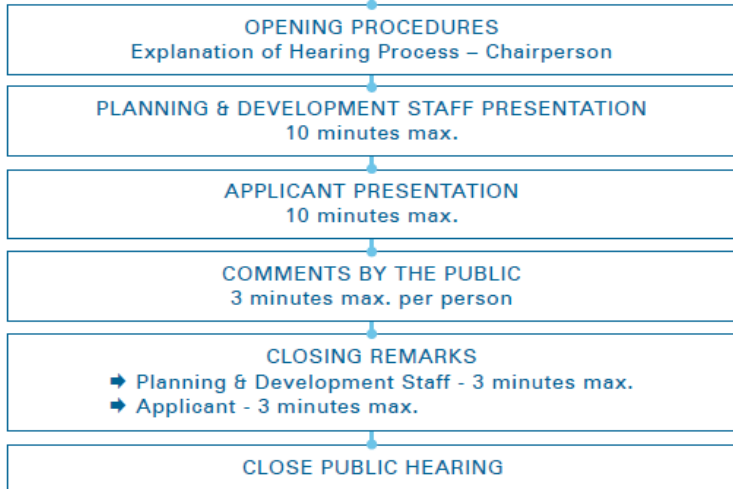 OPENING PROCEDURES
Explanation of Hearing Process – Chairperson
PLANNING & DEVELOPMENT STAFF PRESENTATION
10 minutes max.
APPLICANT PRESENTATION
10 minutes max.
COMMENTS BY THE PUBLIC
3 minutes max. per person
CLOSING REMARKS
➡ Planning & Development Staff - 3 minutes max.
➡ Applicant - 3 minutes max.
CLOSE PUBLIC HEARING